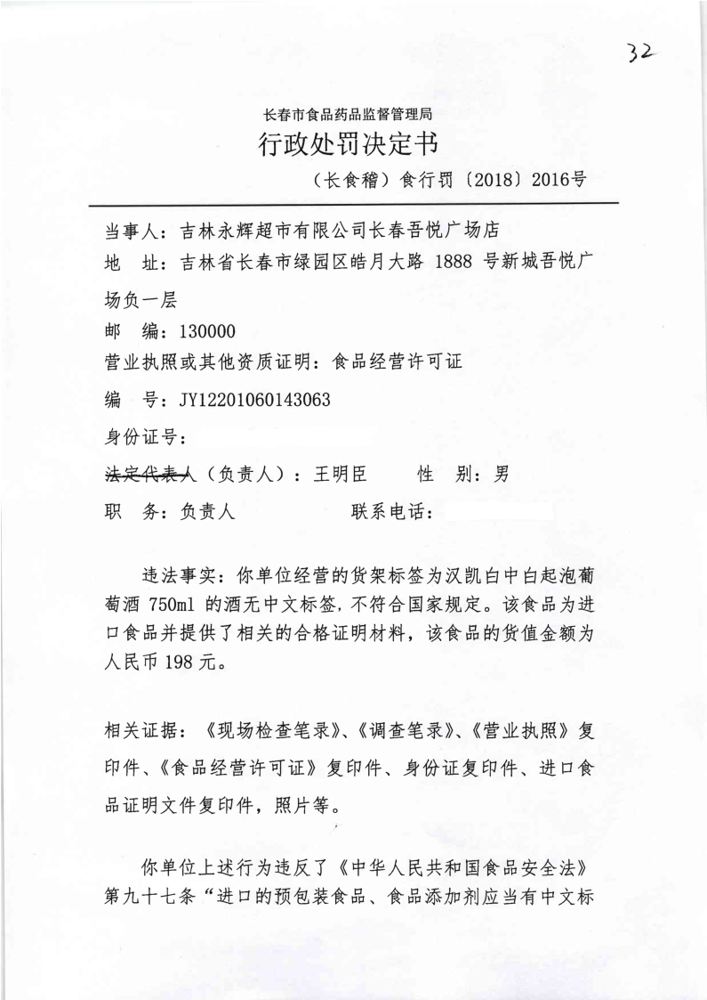 32
长春市食品药品监督管理局
行政处罚决定书
（长食稽）食行罚〔2018〕2016号
当事人：吉林永辉超市有限公司长春吾悦广场店
地 址：吉林省长春市绿园区皓月大路 1888 号新城吾悦广
场负一层
邮 编：130000
营业执照或其他资质证明：食品经营许可证
编 号：JY12201060143063
身份证号：
法定代表人（负责人）：王明臣 性 别：男
职 务：负责人 联系电话：
违法事实：你单位经营的货架标签为汉凯白中白起泡葡
萄酒 750ml 的酒无中文标签，不符合国家规定。该食品为进
口食品并提供了相关的合格证明材料，该食品的货值金额为
人民币 198 元。
相关证据：《现场检查笔录》、《调查笔录》、《营业执照》复
印件、《食品经营许可证》复印件、身份证复印件、进口食
品证明文件复印件，照片等。
你单位上述行为违反了《中华人民共和国食品安全法》
第九十七条“进口的预包装食品、食品添加剂应当有中文标